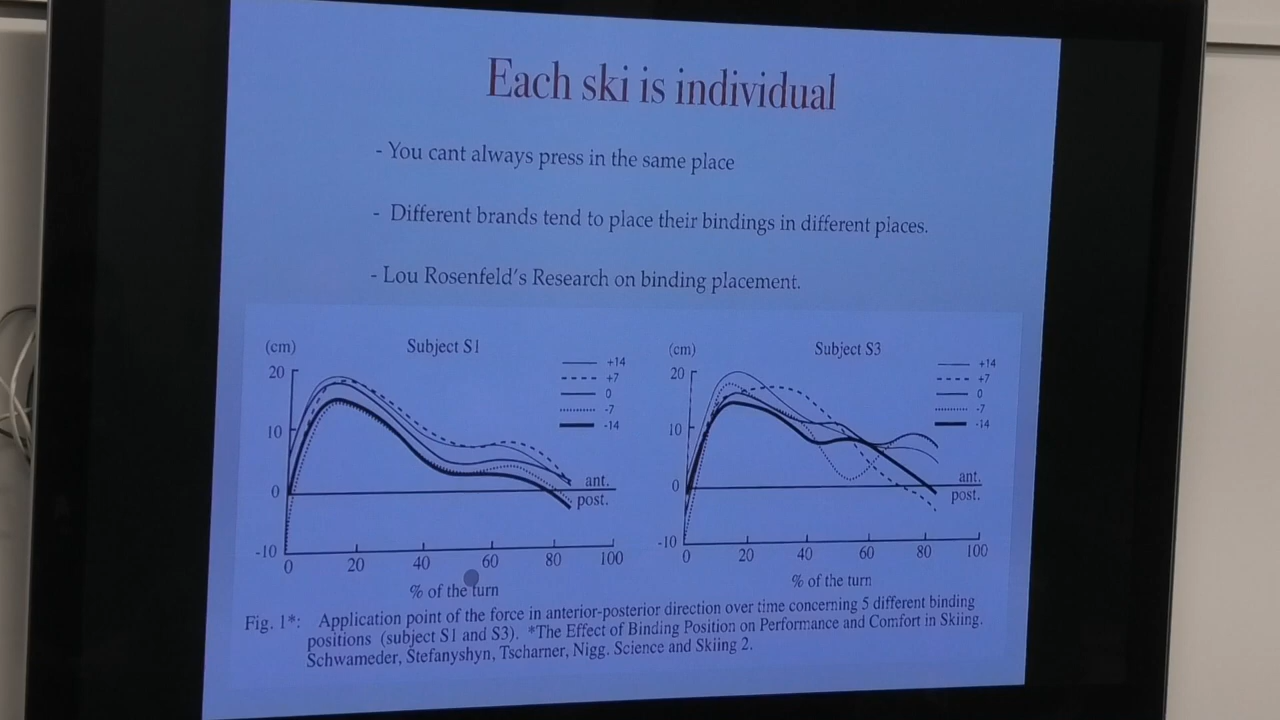 Each ski is individual
- You cant always press in the same place
- Different brands tend to place their bindings in different places.
- Lou Rosenfeld's Research on binding placement.
(cm)
Subject S1
+14
+7
0
-7
-14
20
10
0
-10
ant.
post.
0 20 40 60 80 100
% of the turn
(cm)
Subject S3
+14
+7
0
-7
-14
20
10
0
-10
ant.
post.
0 20 40 60 80 100
% of the turn
Fig. 1*: Application point of the force in anterior-posterior direction over time concerning 5 different binding
positions (subject S1 and S3). *The Effect of Binding Position on Performance and Comfort in Skiing.
Schwameder, Stefanyshyn, Tscharner, Nigg. Science and Skiing 2.